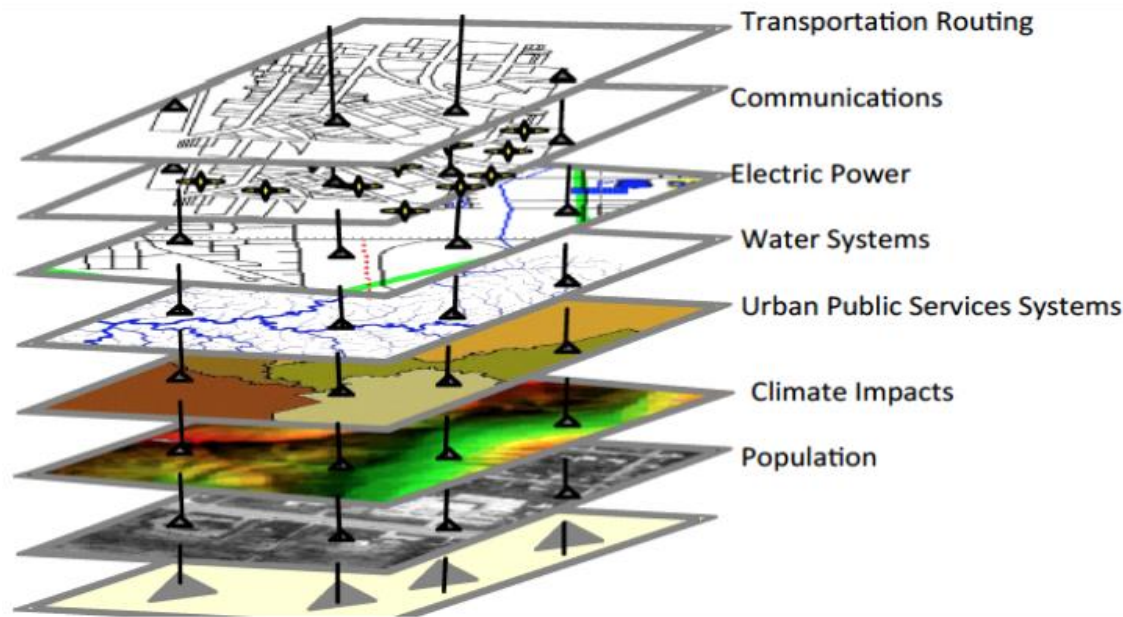 Transportation Routing
Communications
Electric Power
Water Systems
Urban Public Services Systems
Climate Impacts
Population